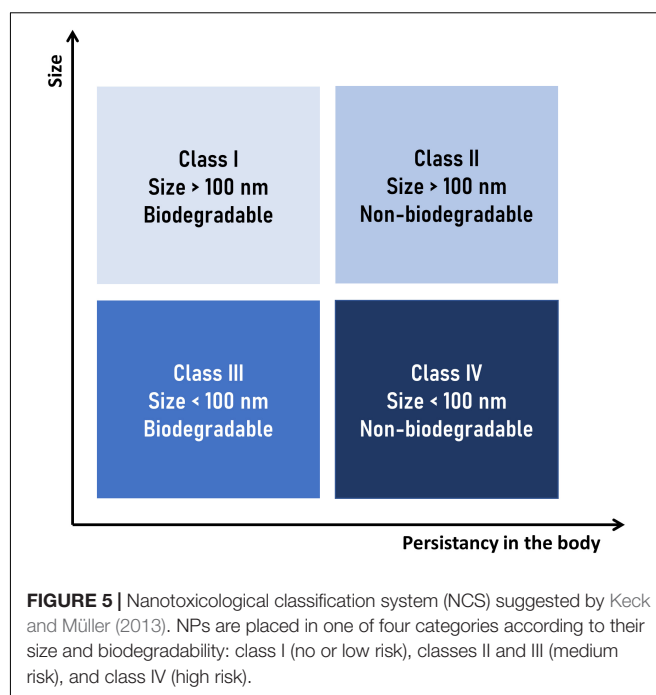 Size
Class I
Size > 100 nm
Biodegradable
Class II
Size > 100 nm
Non-biodegradable
Class III
Size < 100 nm
Biodegradable
Class IV
Size < 100 nm
Non-biodegradable
Persistancy in the body
FIGURE 5 | Nanotoxicological classification system (NCS) suggested by Keck
and Müller (2013). NPs are placed in one of four categories according to their
size and biodegradability: class I (no or low risk), classes II and III (medium
risk), and class IV (high risk).